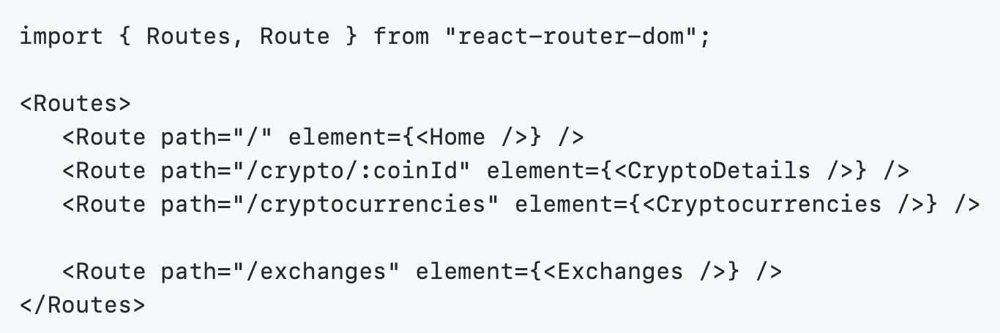 import { Routes, Route } from "react-router-dom";
<Routes>
<Route path="/" element={<Home />} />
<Route path="/crypto/:coinId" element={<CryptoDetails />} />
<Route path="/cryptocurrencies" element={<Cryptocurrencies />} />
<Route path="/exchanges" element={<Exchanges />} />
</Routes>